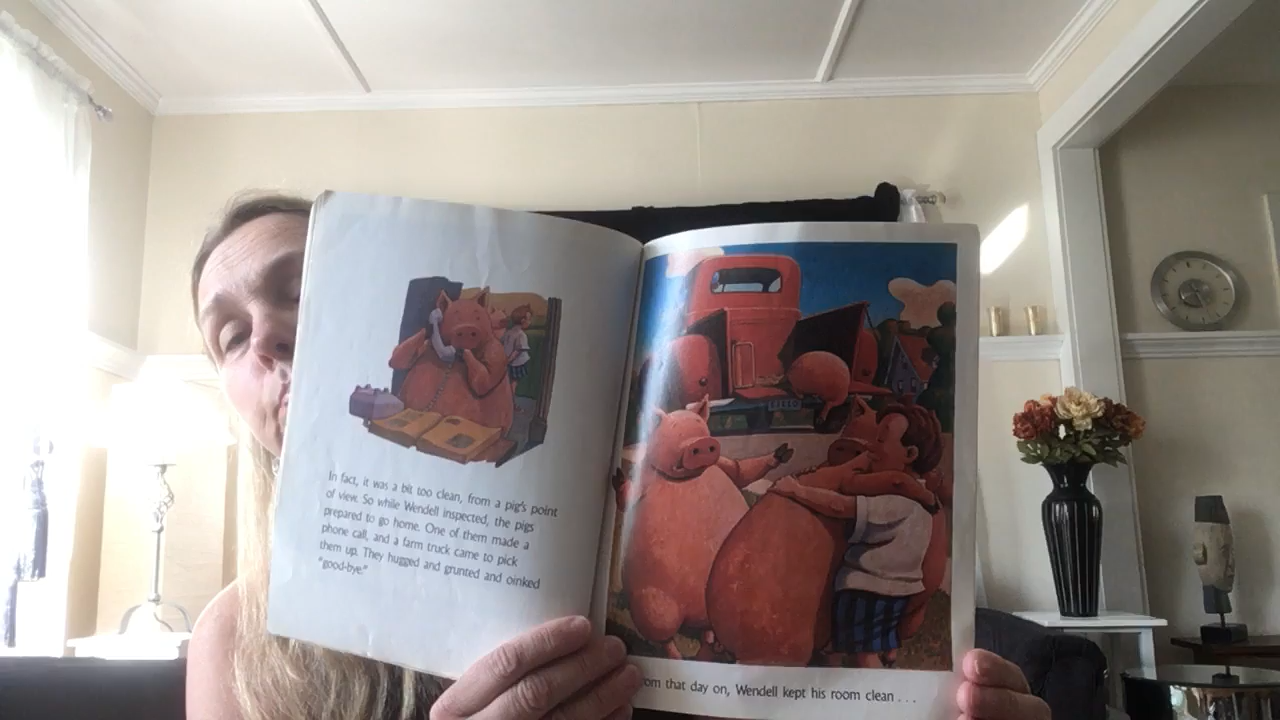 In fact, it was a bit too clean, from a pig's point
of view. So while Wendell inspected, the pigs
prepared to go home. One of them made a
phone call, and a farm truck came to pick
them up. They hugged and grunted and oinked
"good-bye."
that day on, Wendell kept his room clean . . .